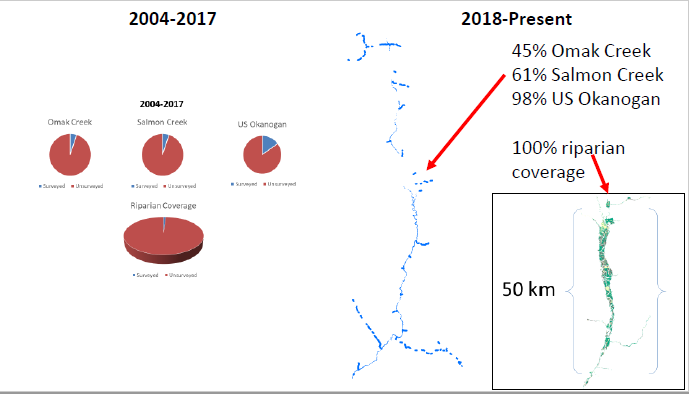 2004-2017
2018-Present
45% Omak Creek
61% Salmon Creek
98% US Okanogan
100% riparian
coverage
2004-2017
Omak Creek
Salmon Creek
US Okanogan
Surveyed Unsurveyed
Surveyed Unsurveyed
Surveyed Unsurveyed
Riparian Coverage
Surveyed Unsurveyed
50 km